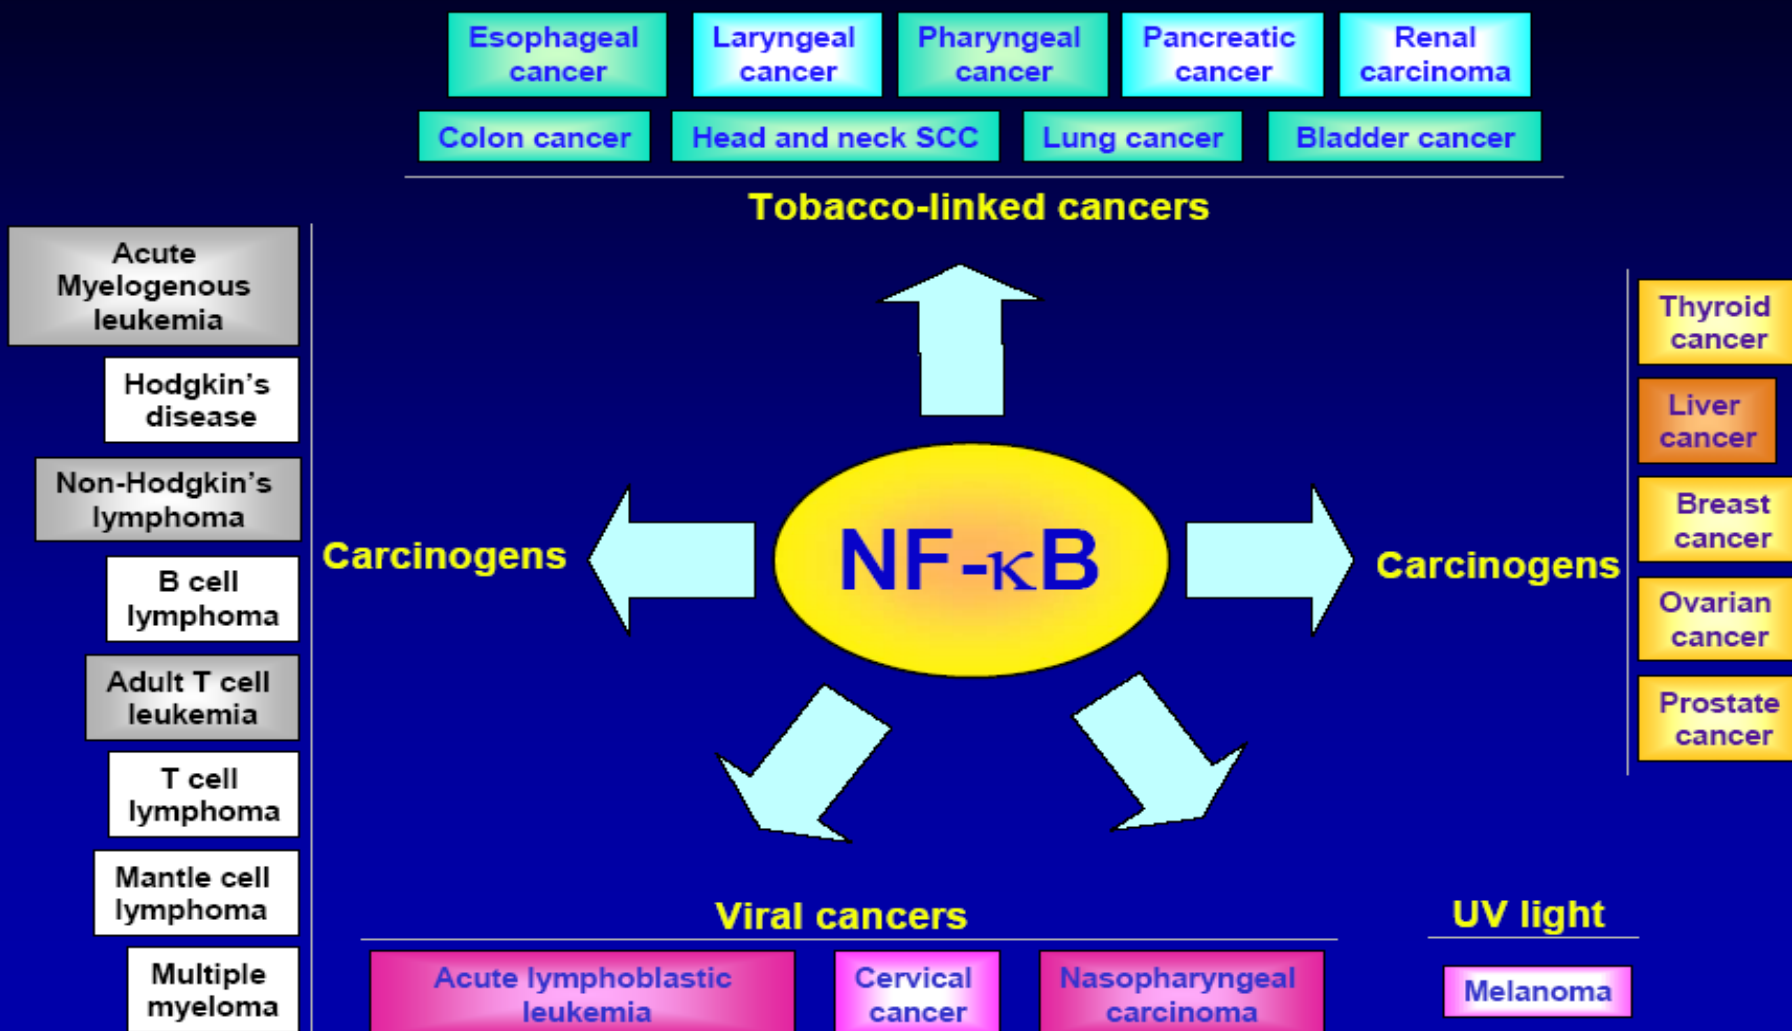 Esophageal
cancer
Laryngeal
cancer
Pharyngeal
cancer
Pancreatic
cancer
Renal
carcinoma
Colon cancer
Head and neck SCC
Lung cancer
Bladder cancer
Tobacco-linked cancers
Acute
Myelogenous
leukemia
Hodgkin’s
disease
Non-Hodgkin’s
lymphoma
B cell
lymphoma
Adult T cell
leukemia
T cell
lymphoma
Mantle cell
lymphoma
Multiple
myeloma
Carcinogens
NF-κB
Carcinogens
Thyroid
cancer
Liver
cancer
Breast
cancer
Ovarian
cancer
Prostate
cancer
Viral cancers
Acute lymphoblastic
leukemia
Cervical
cancer
Nasopharyngeal
carcinoma
UV light
Melanoma